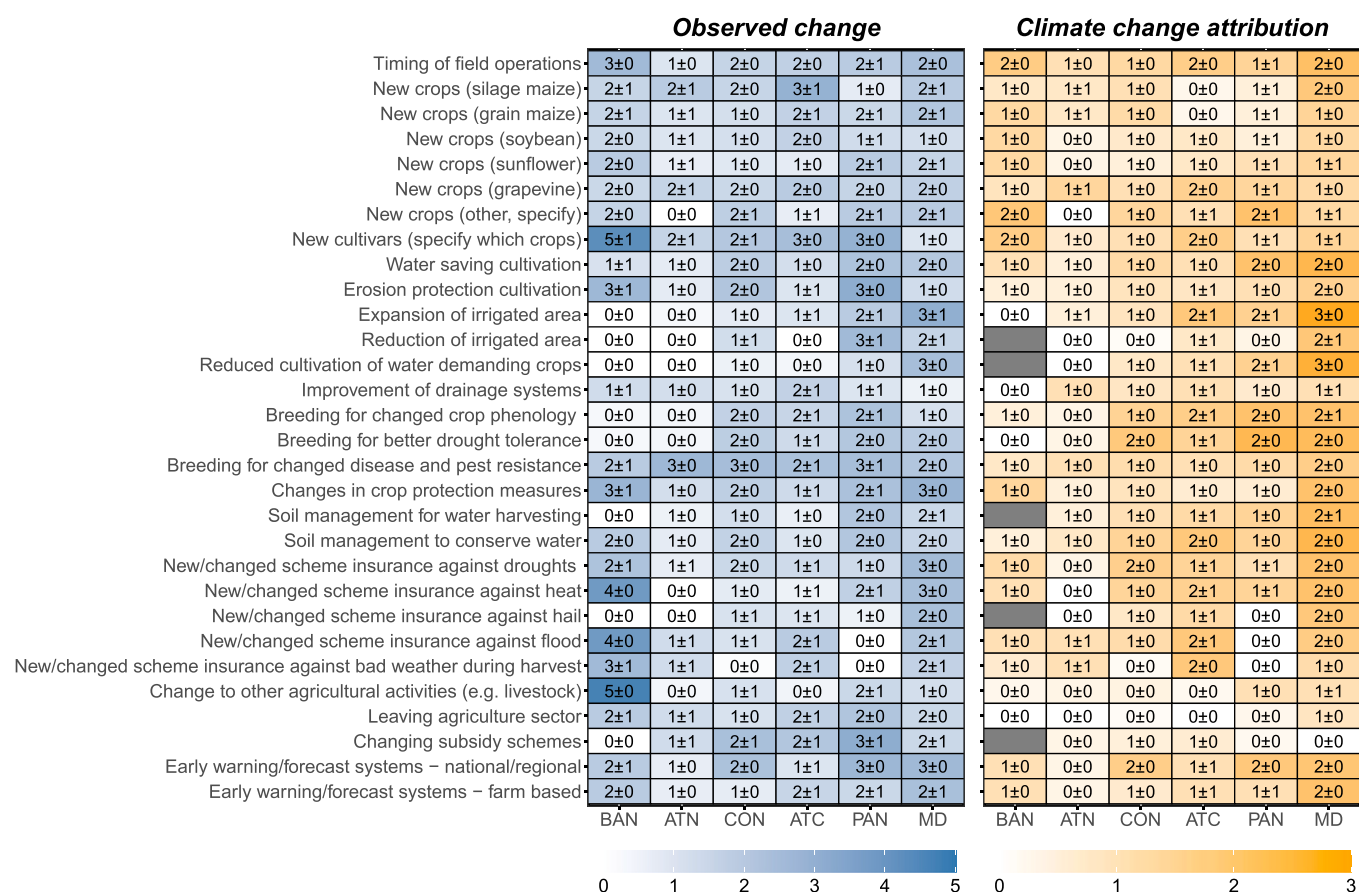 Observed change Climate change attribution
Timing of field operations 3±0 1±0 2±0 2±0 2±1 2±0 2±0 1±0 1±0 2±0 1±1 2±0
New crops (silage maize) 2±1 2±1 2±0 3±1 1±0 2±1 1±0 1±1 1±0 0±0 1±1 2±0
New crops (grain maize) 2±1 1±1 1±0 2±1 2±1 2±1 1±0 1±1 1±0 0±0 1±1 1±0
New crops (soybean) 2±0 1±1 1±0 2±0 1±1 1±0 1±0 0±0 1±0 1±0 1±1 1±0
New crops (sunflower) 2±0 1±1 1±0 1±0 2±1 2±1 1±0 0±0 1±0 1±0 1±1 1±1
New crops (grapevine) 2±0 2±1 2±0 2±0 2±0 2±0 1±0 1±1 1±0 2±0 1±1 1±0
New crops (other, specify) 2±0 0±0 2±1 1±1 2±1 2±1 2±0 0±0 1±0 1±1 2±1 1±1
New cultivars (specify which crops) 5±1 2±1 2±1 3±0 3±0 1±0 2±0 1±0 1±0 2±0 1±1 1±1
Water saving cultivation 1±1 1±0 2±0 1±0 2±0 2±0 1±0 1±0 1±0 1±1 2±0 2±0
Erosion protection cultivation 3±1 1±0 2±0 1±1 3±0 1±0 1±0 1±0 1±0 1±1 1±0 2±0
Expansion of irrigated area 0±0 0±0 1±0 1±1 2±1 3±1 0±0 1±1 1±0 2±1 2±1 3±0
Reduction of irrigated area 0±0 0±0 1±1 0±0 3±1 2±1 0±0 0±0 1±1 0±0 2±1
Reduced cultivation of water demanding crops 0±0 0±0 1±0 0±0 1±0 3±0 0±0 1±0 1±1 2±1 3±0
Improvement of drainage systems 1±1 1±0 1±0 2±1 1±1 1±0 0±0 1±0 1±1 1±1 1±0 1±1
Breeding for changed crop phenology 0±0 0±0 2±0 2±1 2±1 1±0 1±0 0±0 1±0 2±1 2±0 2±1
Breeding for better drought tolerance 0±0 0±0 2±0 1±1 2±0 2±0 0±0 0±0 2±0 1±1 2±0 2±0
Breeding for changed disease and pest resistance 2±1 3±0 3±0 2±1 3±1 2±0 1±0 1±0 1±0 1±0 1±0 2±0
Changes in crop protection measures 3±1 1±0 2±0 1±1 2±1 3±0 1±0 1±0 1±0 1±0 1±0 2±0
Soil management for water harvesting 0±0 1±0 1±0 1±0 2±0 2±1 1±0 1±0 1±1 1±0 2±1
Soil management to conserve water 2±0 1±0 2±0 1±0 2±0 2±0 1±0 1±0 1±0 2±0 1±0 2±0
New/changed scheme insurance against droughts 2±1 1±1 2±0 1±1 1±0 3±0 1±0 0±0 2±0 1±1 1±0 2±0
New/changed scheme insurance against heat 4±0 0±0 1±0 1±1 2±1 3±0 1±0 0±0 1±0 2±1 1±1 2±0
New/changed scheme insurance against hail 0±0 0±0 1±1 1±1 1±0 2±0 0±0 1±0 1±1 0±0 2±0
New/changed scheme insurance against flood 4±0 1±1 1±1 2±1 0±0 2±1 1±0 1±1 1±0 2±1 0±0 2±0
New/changed scheme insurance against bad weather during harvest 3±1 1±1 0±0 2±1 0±0 2±1 1±0 1±1 0±0 2±0 0±0 1±0
Change to other agricultural activities (e.g. livestock) 5±0 0±0 1±1 0±0 2±1 1±0 0±0 0±0 0±0 0±0 1±0 1±1
Leaving agriculture sector 2±1 1±1 1±0 2±1 2±0 2±0 0±0 0±0 0±0 0±0 0±0 1±0
Changing subsidy schemes 0±0 1±1 2±1 2±1 3±1 2±1 0±0 1±0 1±0 0±0 0±0
Early warning/forecast systems − national/regional 2±1 1±0 2±0 1±1 3±0 3±0 1±0 0±0 2±0 1±1 2±0 2±0
Early warning/forecast systems − farm based 2±0 1±0 1±0 2±1 2±1 2±1 1±0 0±0 1±0 1±1 1±1 2±0
BAN ATN CON ATC PAN MD BAN ATN CON ATC PAN MD
0 1 2 3 4 5 0 1 2 3